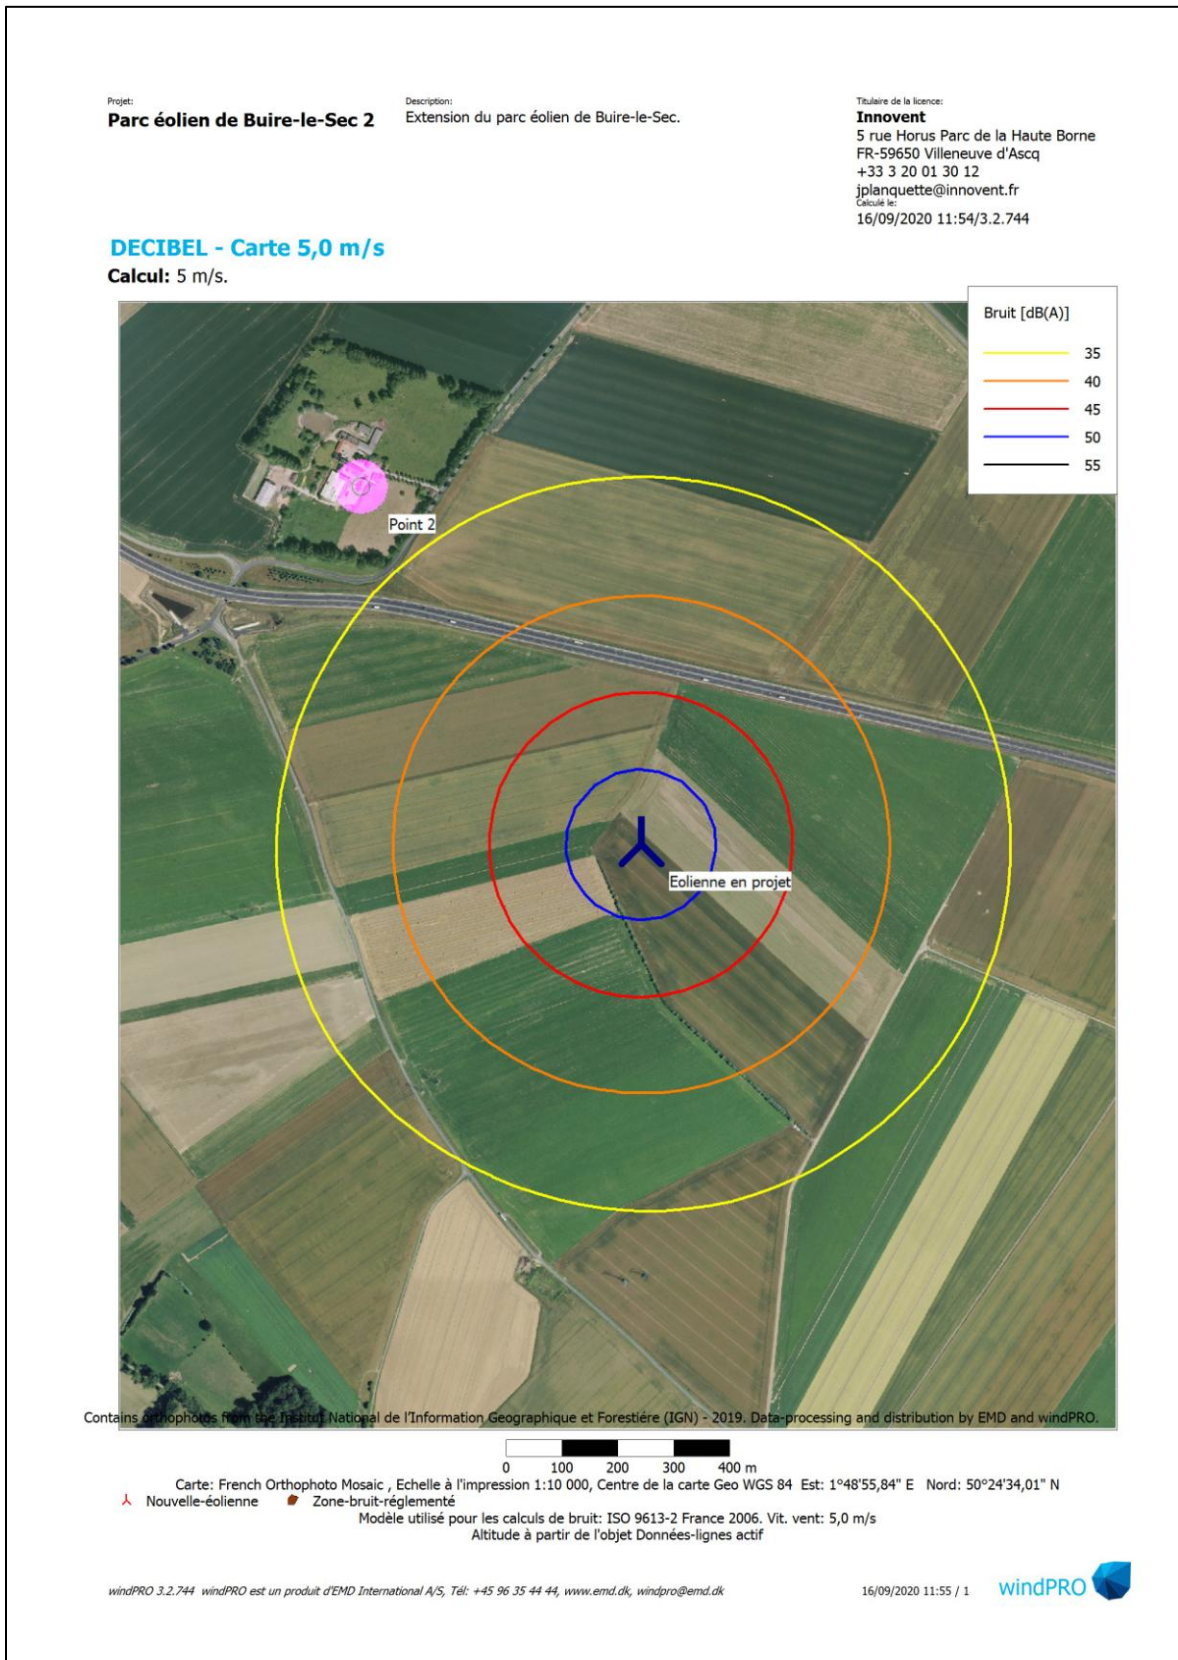 Projet:
Parc éolien de Buire-le-Sec 2
Description:
Extension du parc éolien de Buire-le-Sec.
Titulaire de la licence:
Innovent
5 rue Horus Parc de la Haute Borne
FR-59650 Villeneuve d'Ascq
+33 3 20 01 30 12
jplanquette@innovent.fr
Calculé le:
16/09/2020 11:54/3.2.744
DECIBEL - Carte 5,0 m/s
Calcul: 5 m/s.
Bruit [dB(A)]
35
40
45
50
55
Point 2
Eolienne en projet
Contains orthophotos from the Institut National de l'Information Geographique et Forestiére (IGN) - 2019. Data-processing and distribution by EMD and windPRO.
0 100 200 300 400 m
Carte: French Orthophoto Mosaic , Echelle à l'impression 1:10 000, Centre de la carte Geo WGS 84 Est: 1°48'55,84" E Nord: 50°24'34,01" N
Nouvelle-éolienne Zone-bruit-réglementé
Modèle utilisé pour les calculs de bruit: ISO 9613-2 France 2006. Vit. vent: 5,0 m/s
Altitude à partir de l'objet Données-lignes actif
windPRO 3.2.744 windPRO est un produit d'EMD International A/S, Tél: +45 96 35 44 44, www.emd.dk, windpro@emd.dk
16/09/2020 11:55 / 1
windPRO